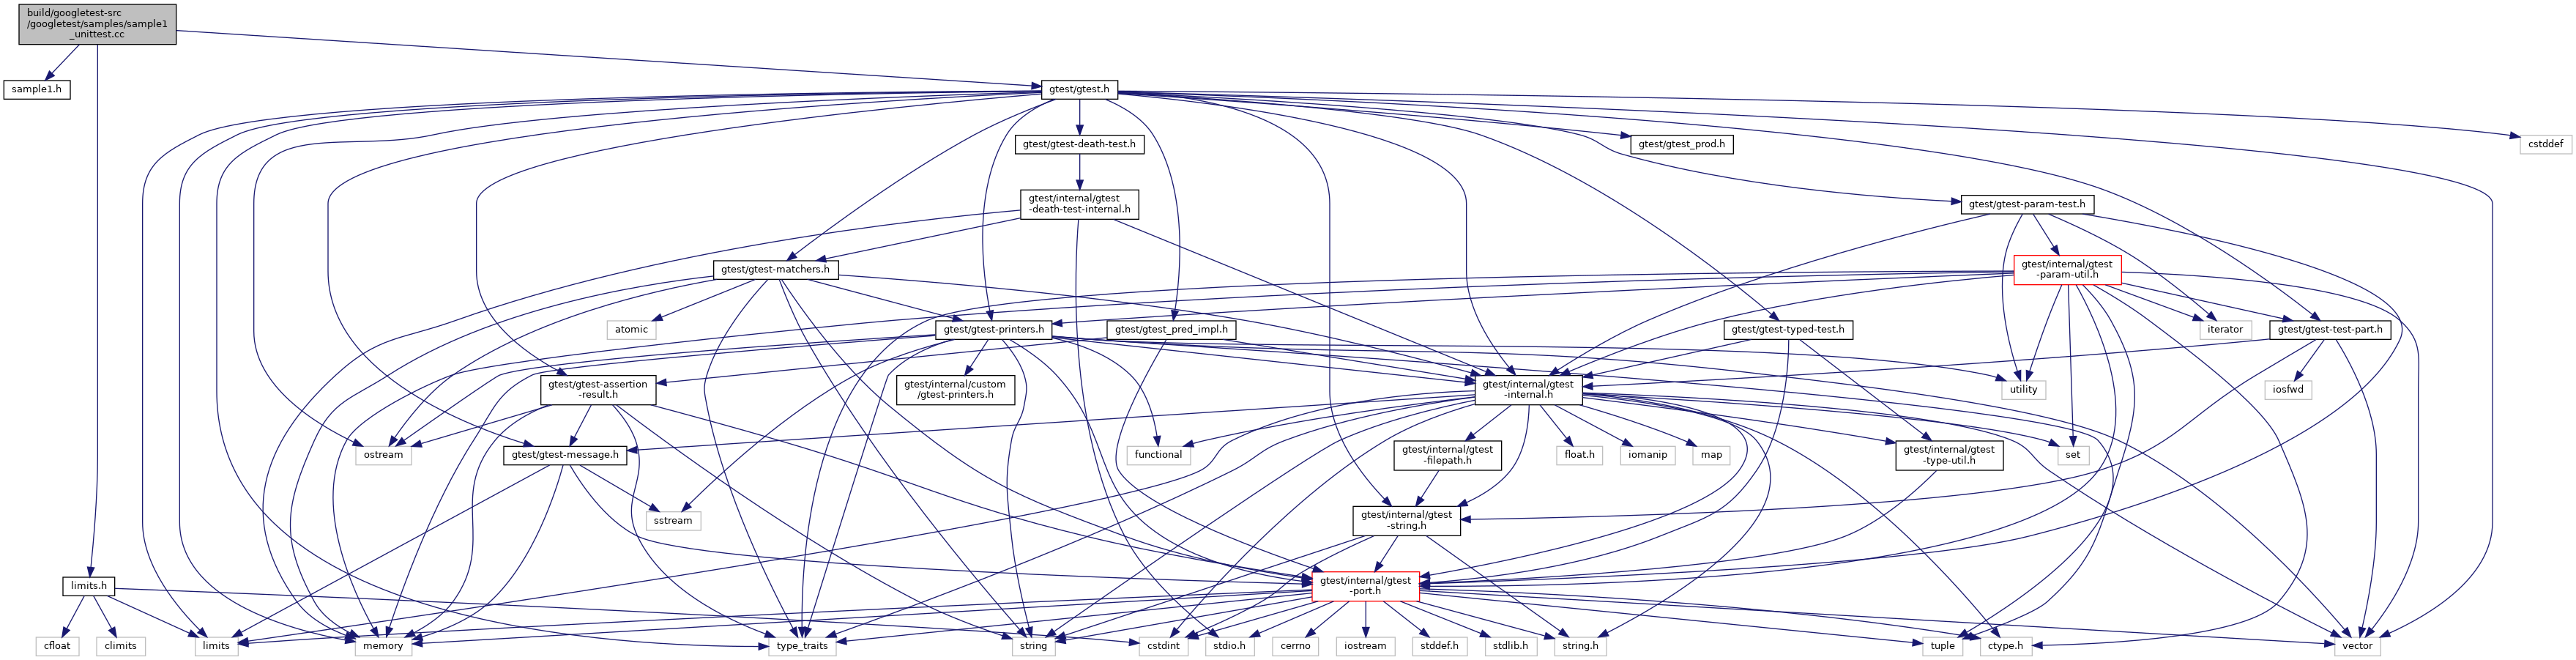 build/googletest-src
/googletest/samples/sample1
_unittest.cc
sample1.h
gtest/gtest.h
gtest/gtest-death-test.h
gtest/gtest_prod.h
cstddef
gtest/internal/gtest
-death-test-internal.h
gtest/gtest-param-test.h
gtest/gtest-matchers.h
gtest/internal/gtest
-param-util.h
atomic
gtest/gtest-printers.h
gtest/gtest_pred_impl.h
gtest/gtest-typed-test.h
iterator
gtest/gtest-test-part.h
gtest/gtest-assertion
-result.h
gtest/internal/custom
/gtest-printers.h
gtest/internal/gtest
-internal.h
utility
iosfwd
ostream
gtest/gtest-message.h
functional
gtest/internal/gtest
-filepath.h
float.h
iomanip
map
gtest/internal/gtest
-type-util.h
set
sstream
gtest/internal/gtest
-string.h
limits.h
gtest/internal/gtest
-port.h
cfloat
climits
limits
memory
type_traits
string
cstdint
stdio.h
cerrno
iostream
stddef.h
stdlib.h
string.h
tuple
ctype.h
vector